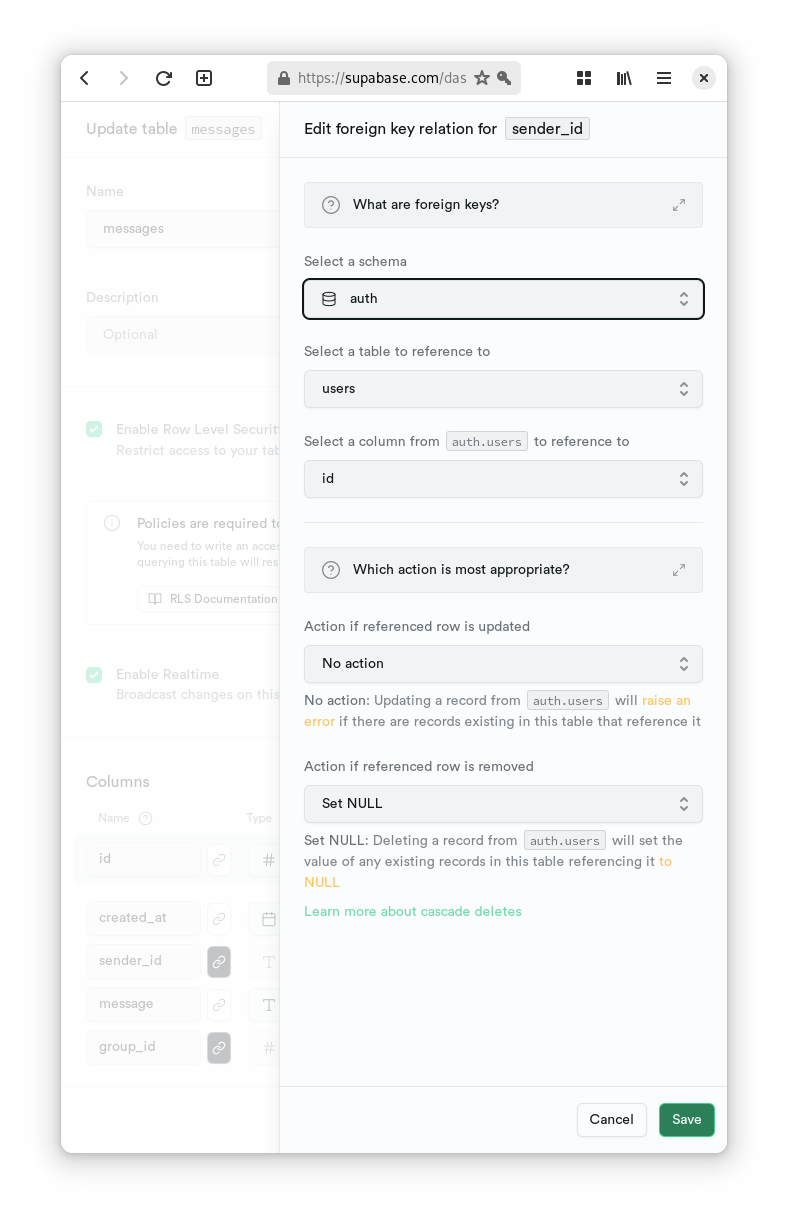 https://supabase.com/das
Update table messages
Edit foreign key relation for sender_id
Name
messages
Description
Optional
Enable Row Level Securit
Restrict access to your tab
Policies are required to
You need to write an acces
querying this table will res
RLS Documentation
Enable Realtime
Broadcast changes on this
Columns
Name
Type
id
created_at
sender_id
message
group_id
What are foreign keys?
Select a schema
auth
Select a table to reference to
users
Select a column from auth.users to reference to
id
Which action is most appropriate?
Action if referenced row is updated
No action
No action: Updating a record from auth.users will raise an
error if there are records existing in this table that reference it
Action if referenced row is removed
Set NULL
Set NULL: Deleting a record from auth.users will set the
value of any existing records in this table referencing it to
NULL
Learn more about cascade deletes
Cancel
Save